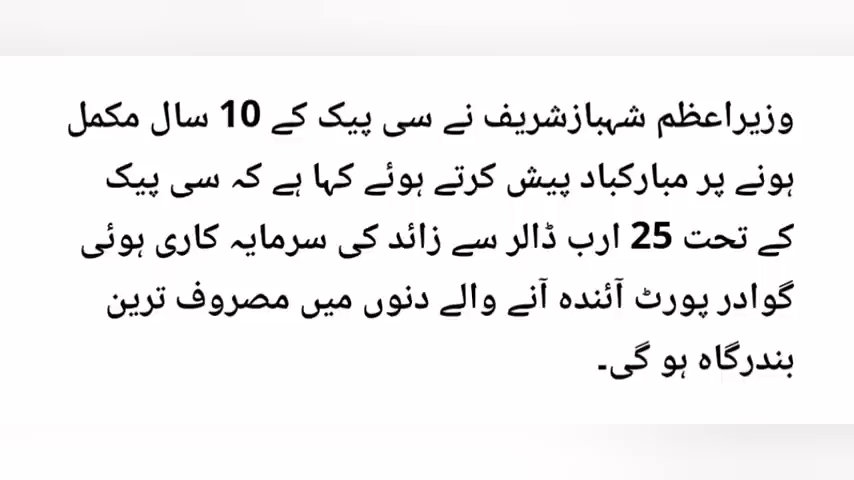 وزیراعظم شہبازشریف نے سی پیک کے 10 سال مکمل
ہونے پر مبارکباد پیش کرتے ہوئے کہا ہے کہ سی پیک
کے تحت 25 ارب ڈالر سے زائد کی سرمایہ کاری ہوئی
گوادر پورٹ آئندہ آنے والے دنوں میں مصروف ترین
بندرگاہ ہو گی۔